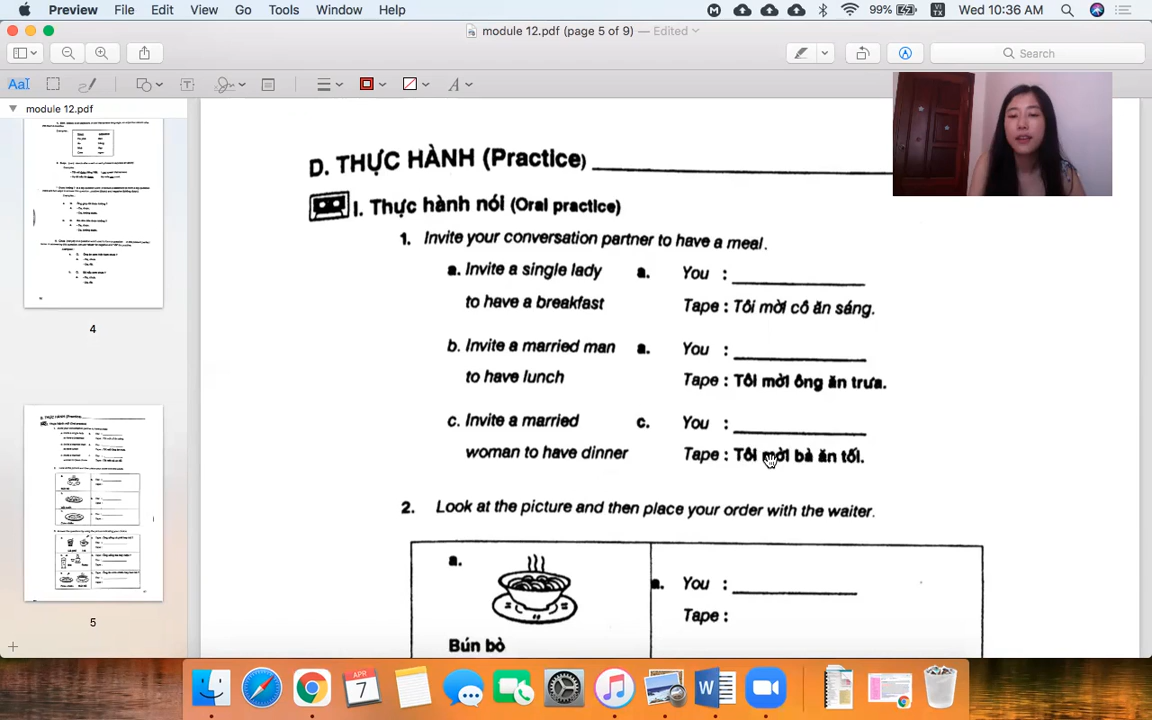 Preview File Edit View Go Tools Window Help 99% VI TX Wed 10:36 AM
module 12.pdf (page 5 of 9) — Edited
Search
AaI T A
module 12.pdf
4
5
D. THỰC HÀNH (Practice)
I. Thực hành nói (Oral practice)
1. Invite your conversation partner to have a meal.
a. Invite a single lady a. You :
to have a breakfast Tape : Tôi mời cô ăn sáng.
b. Invite a married man a. You :
to have lunch Tape : Tôi mời ông ăn trưa.
c. Invite a married c. You :
woman to have dinner Tape : Tôi mời bà ăn tối.
2. Look at the picture and then place your order with the waiter.
a. a. You :
Tape :
Bún bò
APR
7
W